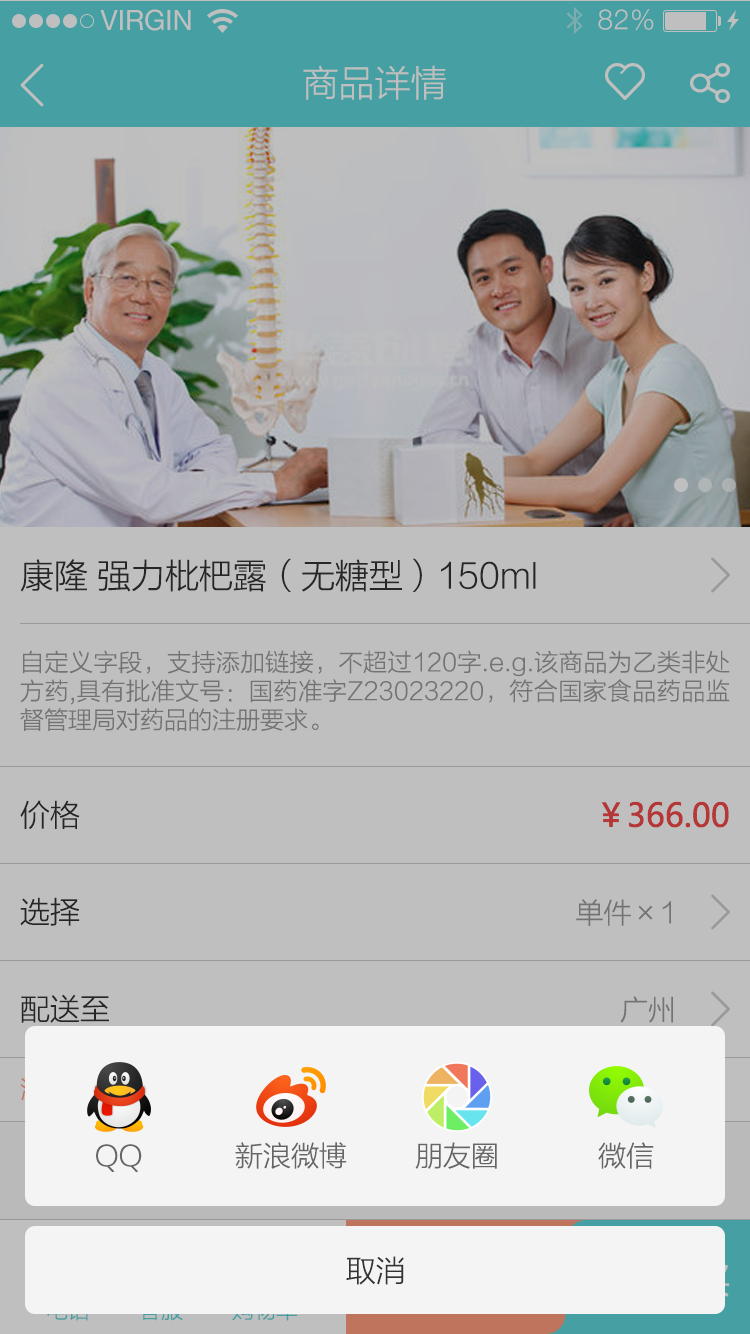 VIRGIN
82%
商品详情
康隆 强力枇杷露（无糖型）150ml
自定义字段，支持添加链接，不超过120字.e.g.该商品为乙类非处
方药,具有批准文号：国药准字Z23023220，符合国家食品药品监
督管理局对药品的注册要求。
价格
¥ 366.00
选择
单件 × 1
配送至
广州
QQ
新浪微博
朋友圈
微信
取消